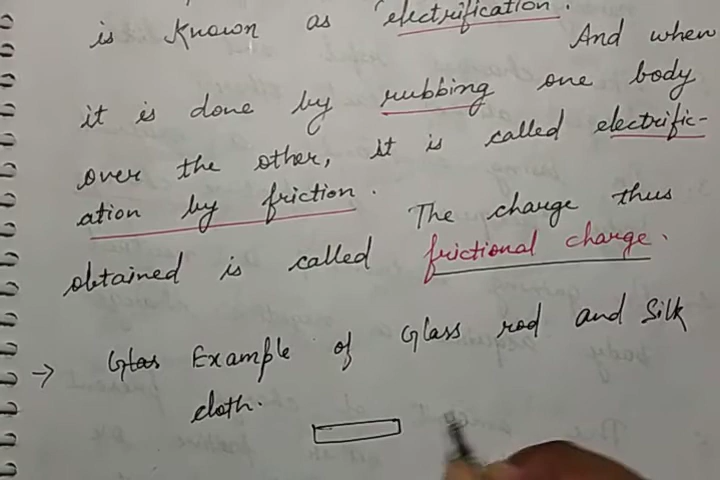 is known as electrification.
And when
it is done by rubbing one body
over the other, it is called electrific-
ation by friction. The charge thus
obtained is called frictional charge.
→ Glas Example of Glass rod and Silk
cloth.